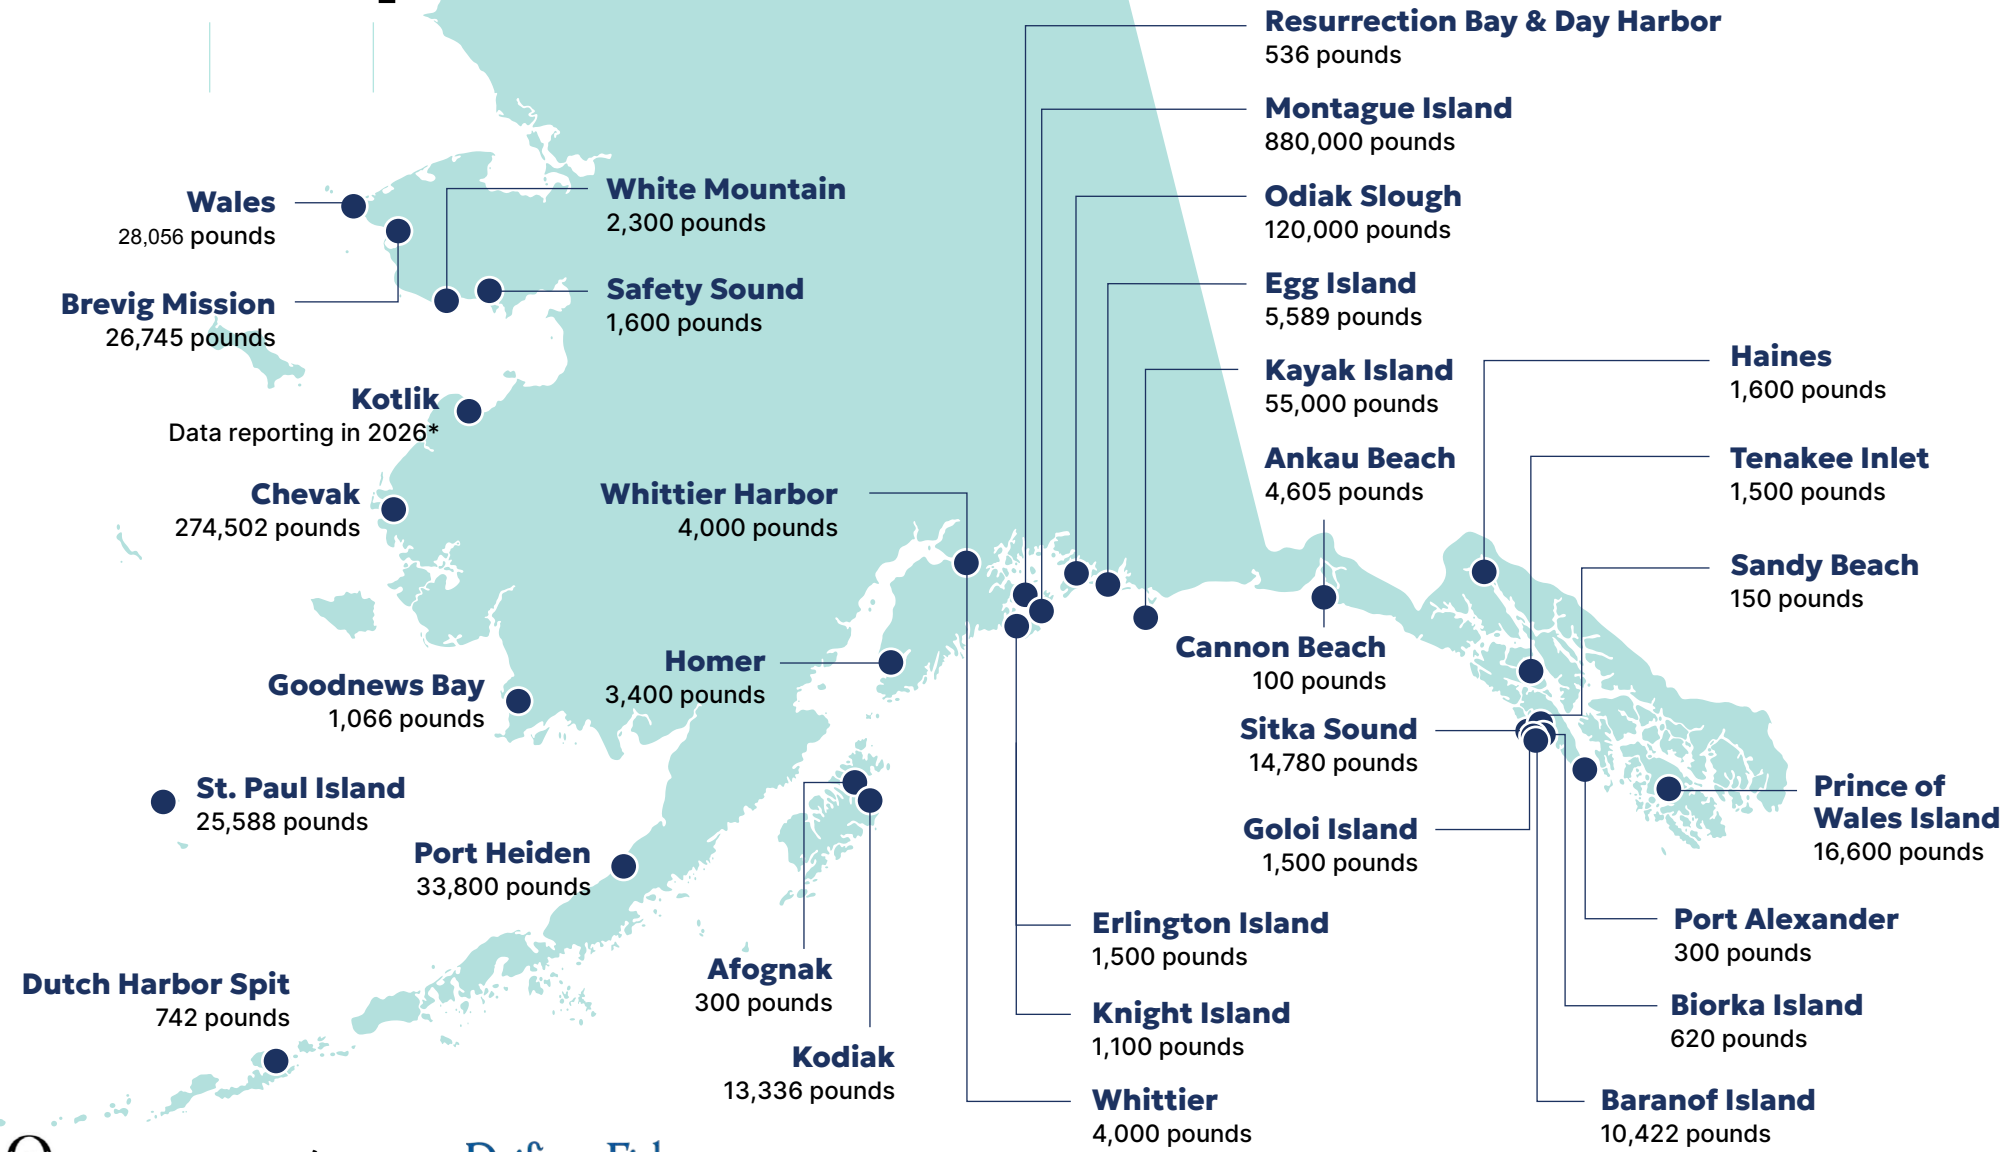 Resurrection Bay & Day Harbor
536 pounds
Montague Island
880,000 pounds
Odiak Slough
120,000 pounds
Egg Island
5,589 pounds
Kayak Island
55,000 pounds
Ankau Beach
4,605 pounds
Wales
28,056 pounds
Brevig Mission
26,745 pounds
White Mountain
2,300 pounds
Safety Sound
1,600 pounds
Kotlik
Data reporting in 2026*
Chevak
274,502 pounds
Whittier Harbor
4,000 pounds
Homer
3,400 pounds
Goodnews Bay
1,066 pounds
St. Paul Island
25,588 pounds
Port Heiden
33,800 pounds
Dutch Harbor Spit
742 pounds
Afognak
300 pounds
Kodiak
13,336 pounds
Haines
1,600 pounds
Tenakee Inlet
1,500 pounds
Sandy Beach
150 pounds
Cannon Beach
100 pounds
Sitka Sound
14,780 pounds
Goloi Island
1,500 pounds
Erlington Island
1,500 pounds
Knight Island
1,100 pounds
Whittier
4,000 pounds
Prince of
Wales Island
16,600 pounds
Port Alexander
300 pounds
Biorka Island
620 pounds
Baranof Island
10,422 pounds